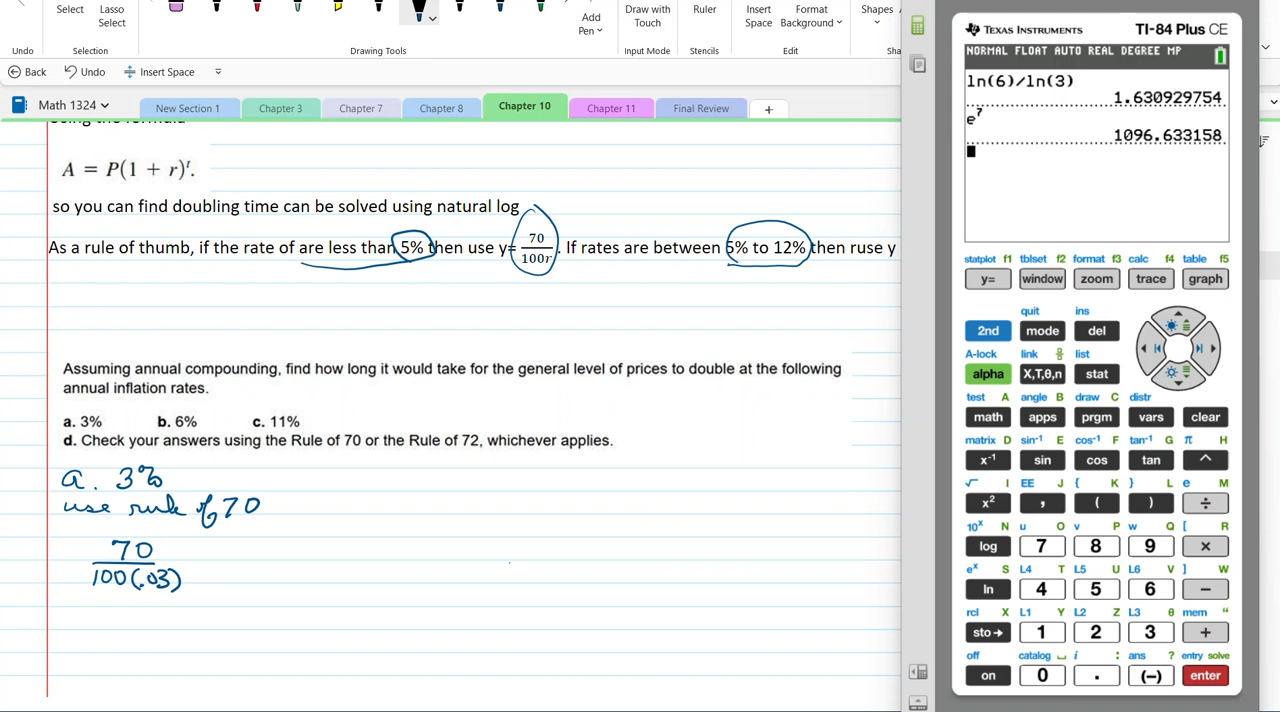 Select
Lasso
Select
Add
Pen
Draw with
Touch
Ruler
Insert
Space
Format
Background
Shapes
Undo
Selection
Drawing Tools
Input Mode
Stencils
Edit
Back
Undo
Insert Space
Math 1324
New Section 1
Chapter 3
Chapter 7
Chapter 8
Chapter 10
Chapter 11
Final Review
+
Using the formula
A = P(1 + r)^t.
so you can find doubling time can be solved using natural log
As a rule of thumb, if the rate of are less than 5% then use y= 70/100r. If rates are between 5% to 12% then ruse y
Assuming annual compounding, find how long it would take for the general level of prices to double at the following
annual inflation rates.
a. 3% b. 6% c. 11%
d. Check your answers using the Rule of 70 or the Rule of 72, whichever applies.
a. 3%
use rule of 70
70
100(.03)
TEXAS INSTRUMENTS TI-84 Plus CE
NORMAL FLOAT AUTO REAL DEGREE MP
ln(6)/ln(3)
1.630929754
e^7
1096.633158
statplot f1 tblset f2 format f3 calc f4 table f5
y= window zoom trace graph
quit ins
2nd mode del
A-lock link list
alpha X,T,θ,n stat
test A angle B draw C distr
math apps prgm vars clear
matrix D sin⁻¹ E cos⁻¹ F tan⁻¹ G π H
x⁻¹ sin cos tan ^
√ I EE J { K } L e M
x² , ( ) ÷
10ˣ N u O v P w Q [ R
log 7 8 9 ×
eˣ S L4 T L5 U L6 V ] W
ln 4 5 6 −
rcl X L1 Y L2 Z L3 θ mem "
sto→ 1 2 3 +
off catalog ␣ i : ans ? entry solve
on 0 . (−) enter